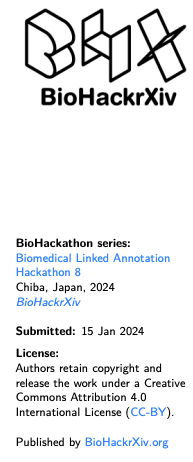 BHX
BioHackrXiv
BioHackathon series:
Biomedical Linked Annotation
Hackathon 8
Chiba, Japan, 2024
BioHackrXiv
Submitted: 15 Jan 2024
License:
Authors retain copyright and
release the work under a Creative
Commons Attribution 4.0
International License (CC-BY).
Published by BioHackrXiv.org